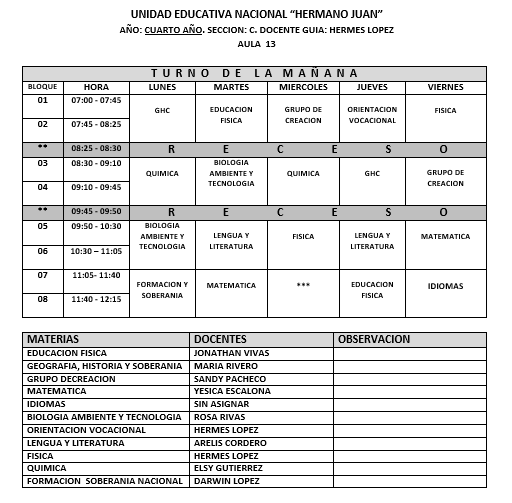 UNIDAD EDUCATIVA NACIONAL “HERMANO JUAN”
AÑO: CUARTO AÑO. SECCION: C. DOCENTE GUIA: HERMES LOPEZ
AULA 13
T U R N O D E L A M A Ñ A N A
BLOQUE HORA LUNES MARTES MIERCOLES JUEVES VIERNES
01 07:00 - 07:45
GHC EDUCACION FISICA GRUPO DE CREACION ORIENTACION VOCACIONAL FISICA
02 07:45 - 08:25
** 08:25 - 08:30 R E C E S O
03 08:30 - 09:10
QUIMICA BIOLOGIA AMBIENTE Y TECNOLOGIA QUIMICA GHC GRUPO DE CREACION
04 09:10 - 09:45
** 09:45 - 09:50 R E C E S O
05 09:50 - 10:30
BIOLOGIA AMBIENTE Y TECNOLOGIA LENGUA Y LITERATURA FISICA LENGUA Y LITERATURA MATEMATICA
06 10:30 – 11:05
07 11:05- 11:40
FORMACION Y SOBERANIA MATEMATICA *** EDUCACION FISICA IDIOMAS
08 11:40 - 12:15
MATERIAS DOCENTES OBSERVACION
EDUCACION FISICA JONATHAN VIVAS
GEOGRAFIA, HISTORIA Y SOBERANIA MARIA RIVERO
GRUPO DECREACION SANDY PACHECO
MATEMATICA YESICA ESCALONA
IDIOMAS SIN ASIGNAR
BIOLOGIA AMBIENTE Y TECNOLOGIA ROSA RIVAS
ORIENTACION VOCACIONAL HERMES LOPEZ
LENGUA Y LITERATURA ARELIS CORDERO
FISICA HERMES LOPEZ
QUIMICA ELSY GUTIERREZ
FORMACION SOBERANIA NACIONAL DARWIN LOPEZ